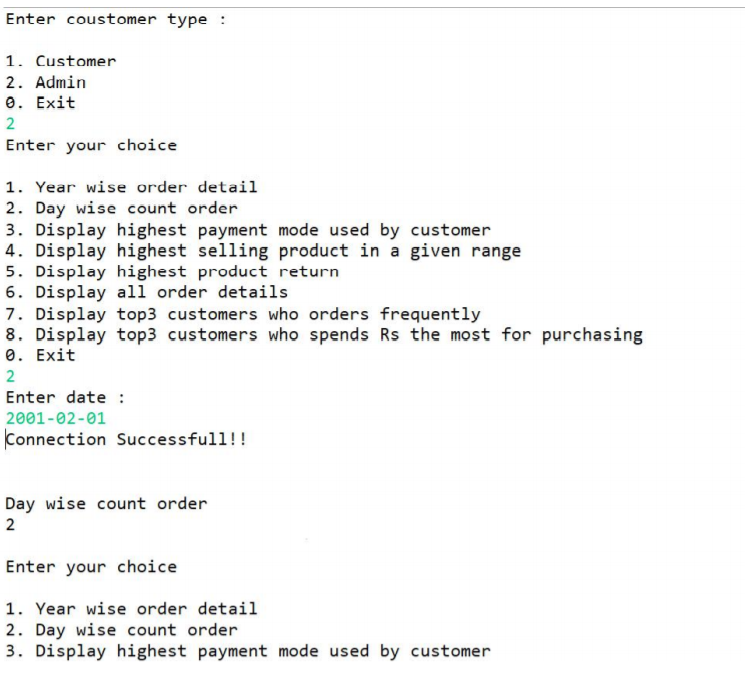 Enter coustomer type :
1. Customer
2. Admin
0. Exit
2
Enter your choice
1. Year wise order detail
2. Day wise count order
3. Display highest payment mode used by customer
4. Display highest selling product in a given range
5. Display highest product return
6. Display all order details
7. Display top3 customers who orders frequently
8. Display top3 customers who spends Rs the most for purchasing
0. Exit
2
Enter date :
2001-02-01
Connection Successfull!!
Day wise count order
2
Enter your choice
1. Year wise order detail
2. Day wise count order
3. Display highest payment mode used by customer